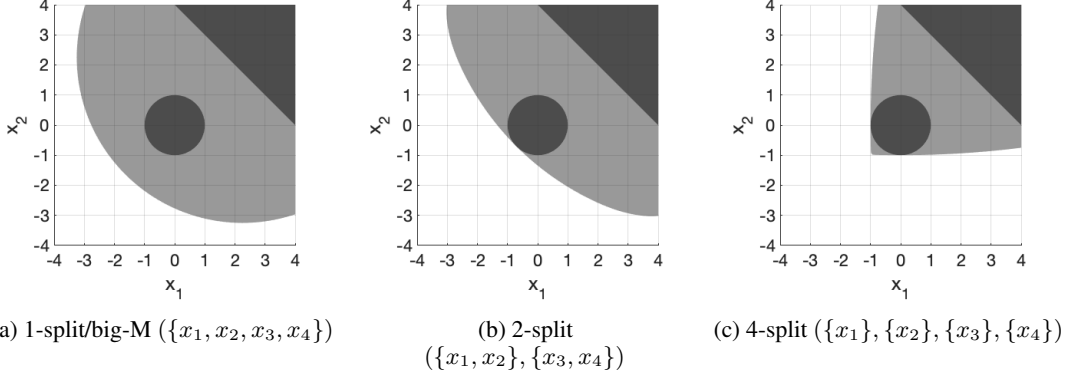 4
3
2
1
0
-1
-2
-3
-4
x₂
-4 -3 -2 -1 0 1 2 3 4
x₁
a) 1-split/big-M ({x₁, x₂, x₃, x₄})
4
3
2
1
0
-1
-2
-3
-4
x₂
-4 -3 -2 -1 0 1 2 3 4
x₁
(b) 2-split
({x₁, x₂}, {x₃, x₄})
4
3
2
1
0
-1
-2
-3
-4
x₂
-4 -3 -2 -1 0 1 2 3 4
x₁
(c) 4-split ({x₁}, {x₂}, {x₃}, {x₄})